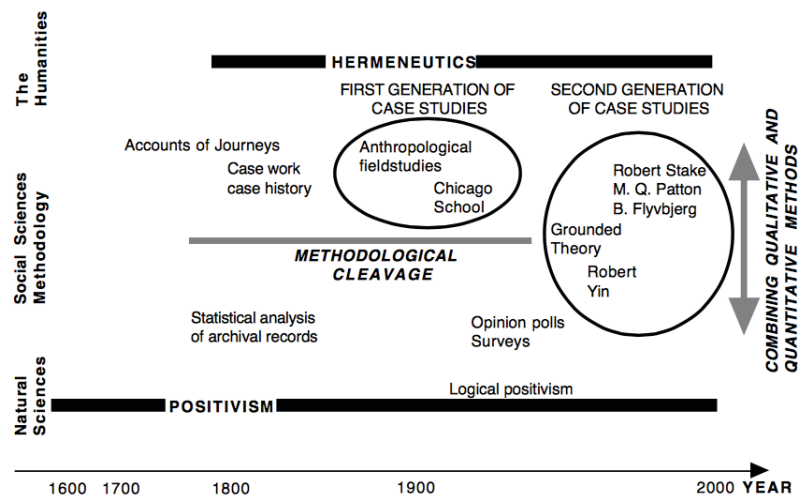 The
Humanities
HERMENEUTICS
FIRST GENERATION OF
CASE STUDIES
SECOND GENERATION
OF CASE STUDIES
Accounts of Journeys
Case work
case history
Anthropological
fieldstudies
Chicago
School
Robert Stake
M. Q. Patton
B. Flyvbjerg
Grounded
Theory
Robert
Yin
COMBINING QUALITATIVE AND
QUANTITATIVE METHODS
Social Sciences
Methodology
METHODOLOGICAL
CLEAVAGE
Statistical analysis
of archival records
Opinion polls
Surveys
Natural
Sciences
Logical positivism
POSITIVISM
1600 1700 1800 1900 2000 YEAR